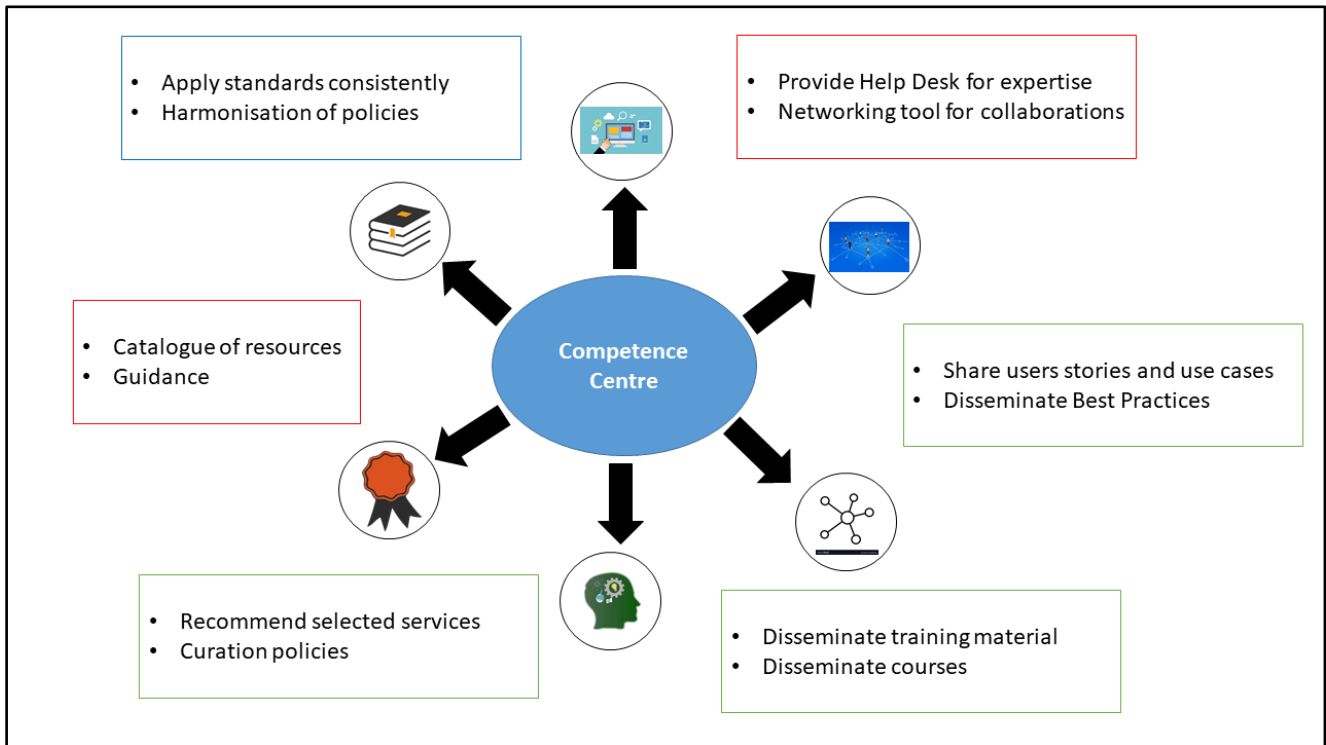 • Apply standards consistently
• Harmonisation of policies
• Provide Help Desk for expertise
• Networking tool for collaborations
• Catalogue of resources
• Guidance
Competence
Centre
• Share users stories and use cases
• Disseminate Best Practices
• Recommend selected services
• Curation policies
• Disseminate training material
• Disseminate courses